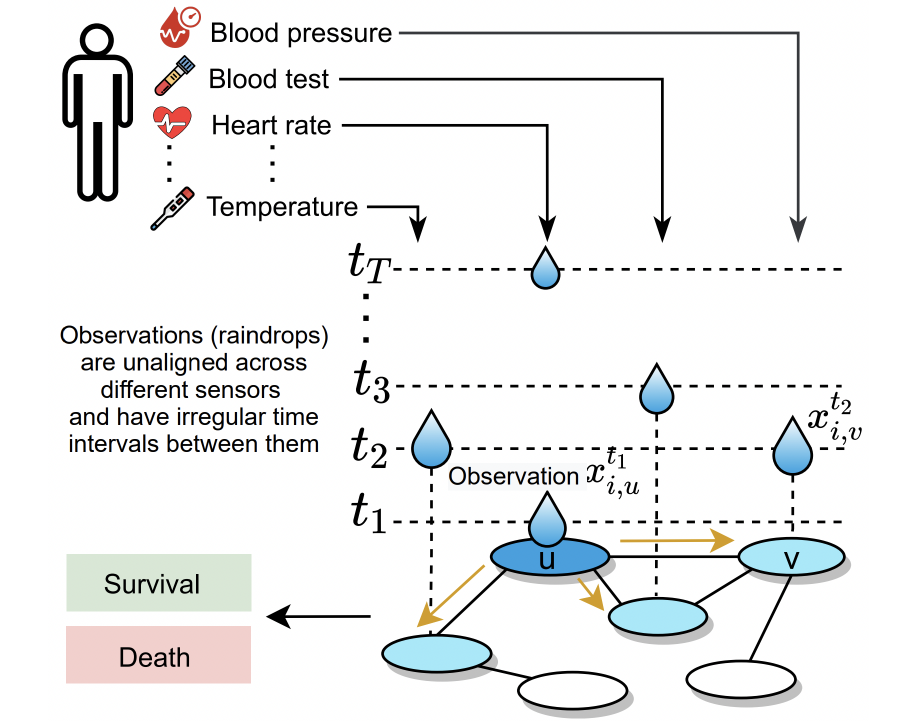 Blood pressure
Blood test
Heart rate
Temperature
t_T
Observations (raindrops)
are unaligned across
different sensors
and have irregular time
intervals between them
t_3
x_{i,v}^{t_2}
t_2
Observation x_{i,u}^{t_1}
t_1
u
v
Survival
Death